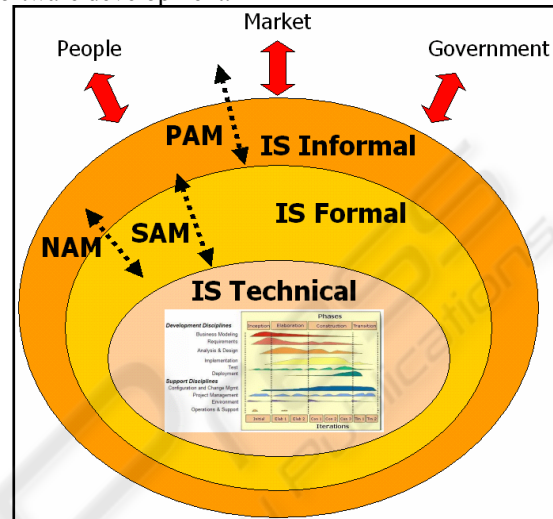 Market
People
Government
PAM
IS Informal
IS Formal
SAM
NAM
IS Technical
Phases
Development Disciplines
Inception Elaboration Construction Transition
Business Modeling
Requirements
Analysis & Design
Implementation
Test
Deployment
Support Disciplines
Configuration and Change Mgmt
Project Management
Environment
Operations & Support
Iterations